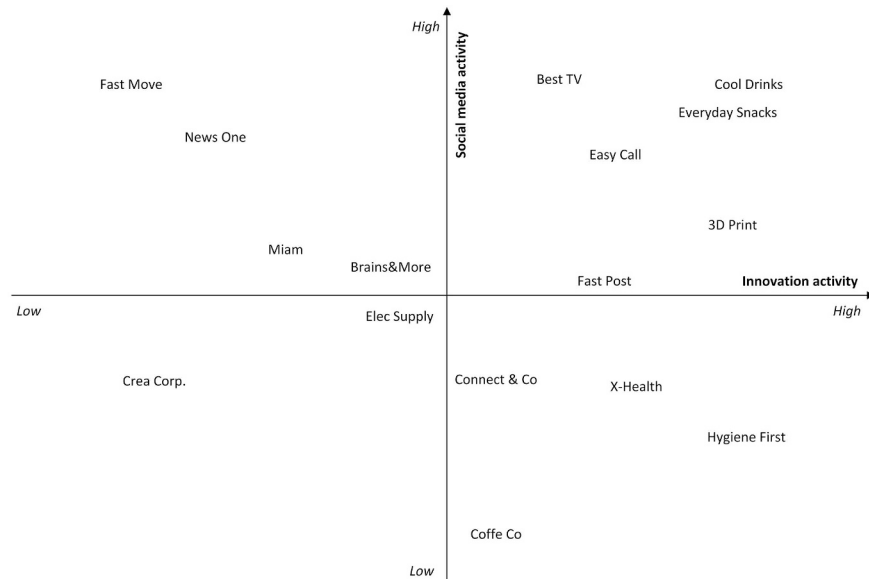 High
Social media activity
Best TV
Fast Move
Cool Drinks
Everyday Snacks
News One
Easy Call
3D Print
Miam
Brains&More
Fast Post
Innovation activity
Low
High
Elec Supply
Crea Corp.
Connect & Co
X-Health
Hygiene First
Coffe Co
Low